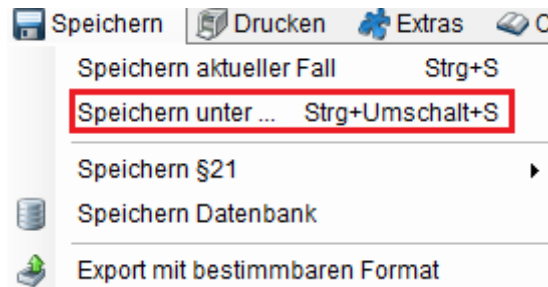 Speichern Drucken Extras
Speichern aktueller Fall Strg+S
Speichern unter ... Strg+Umschalt+S
Speichern §21
Speichern Datenbank
Export mit bestimmbaren Format